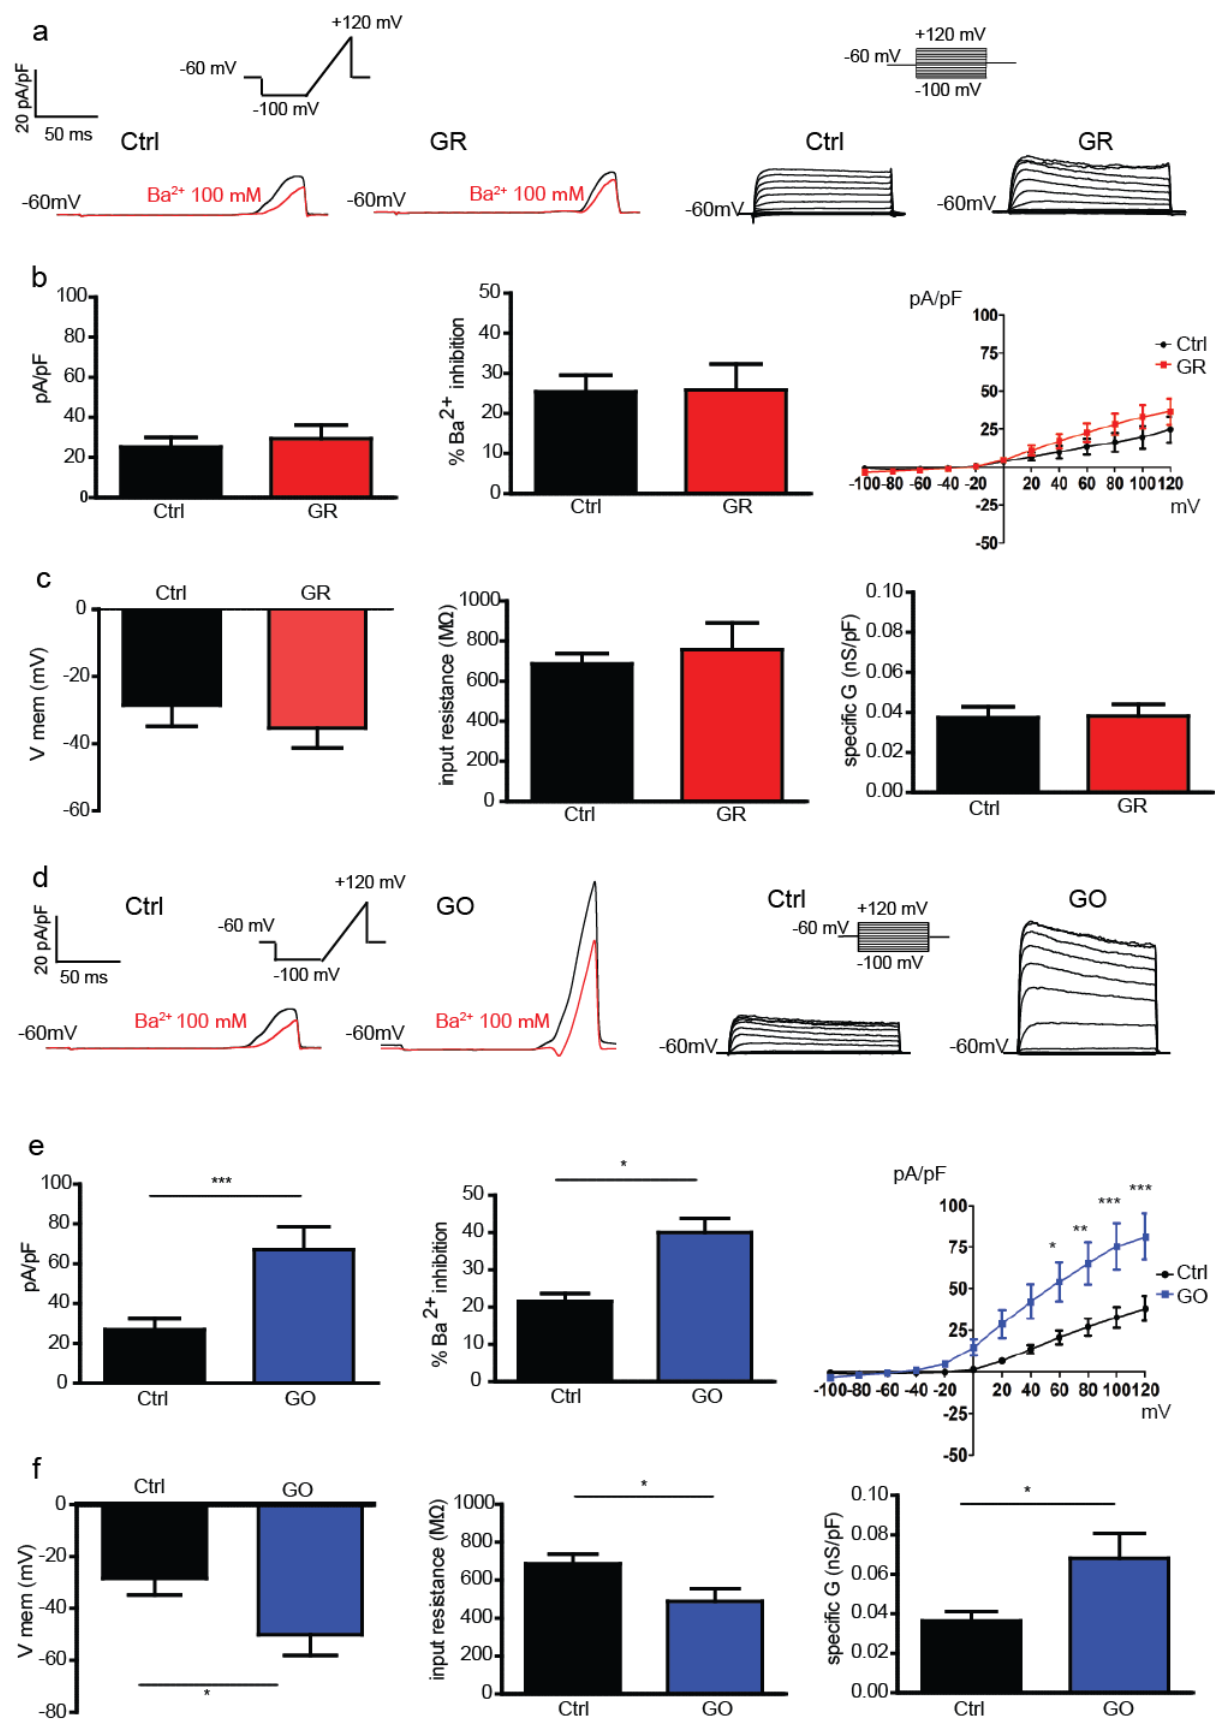 a
+120 mV
-60 mV
-100 mV
20 pA/pF
50 ms
+120 mV
-60 mV
-100 mV
Ctrl
GR
Ctrl
GR
-60mV
Ba2+ 100 mM
-60mV
Ba2+ 100 mM
-60mV
-60mV
b
100
80
60
40
20
0
pA/pF
Ctrl
GR
50
40
30
20
10
0
% Ba2+ inhibition
Ctrl
GR
pA/pF
100
75
50
25
-25
-50
-100 -80 -60 -40 -20 20 40 60 80 100 120
mV
Ctrl
GR
c
Ctrl
GR
0
-20
-40
-60
V mem (mV)
1000
800
600
400
200
0
input resistance (MΩ)
Ctrl
GR
0.10
0.08
0.06
0.04
0.02
0.00
specific G (nS/pF)
Ctrl
GR
d
20 pA/pF
50 ms
Ctrl
+120 mV
-60 mV
-100 mV
GO
Ctrl
+120 mV
-60 mV
-100 mV
GO
-60mV
Ba2+ 100 mM
-60mV
Ba2+ 100 mM
-60mV
-60mV
e
100
80
60
40
20
0
pA/pF
***
Ctrl
GO
50
40
30
20
10
0
% Ba2+ inhibition
*
Ctrl
GO
pA/pF
100
75
50
25
-25
-50
* ** *** ***
-100 -80 -60 -40 -20 20 40 60 80 100 120
mV
Ctrl
GO
f
Ctrl
GO
0
-20
-40
-60
-80
V mem (mV)
*
1000
800
600
400
200
0
input resistance (MΩ)
*
Ctrl
GO
0.10
0.08
0.06
0.04
0.02
0.00
specific G (nS/pF)
*
Ctrl
GO